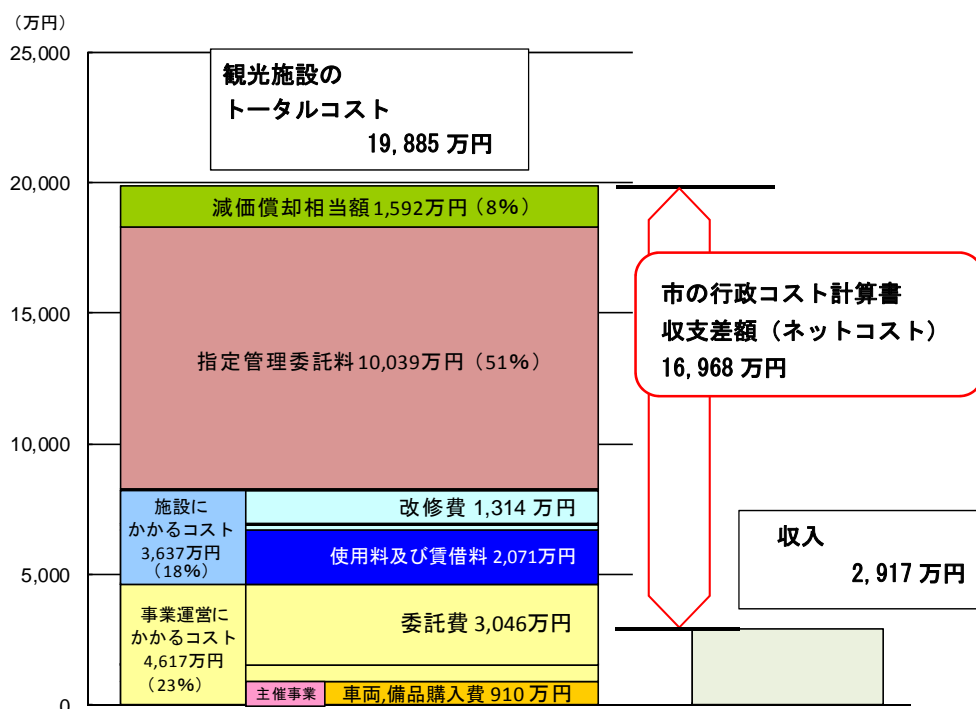 （万円）
25,000
20,000
15,000
10,000
5,000
0
観光施設の
トータルコスト
19,885 万円
減価償却相当額 1,592万円（8%）
指定管理委託料 10,039万円（51%）
施設に
かかるコスト
3,637万円
（18%）
改修費 1,314 万円
使用料及び賃借料 2,071万円
事業運営に
かかるコスト
4,617万円
（23%）
委託費 3,046万円
主催事業
車両,備品購入費 910 万円
市の行政コスト計算書
収支差額（ネットコスト）
16,968 万円
収入
2,917 万円